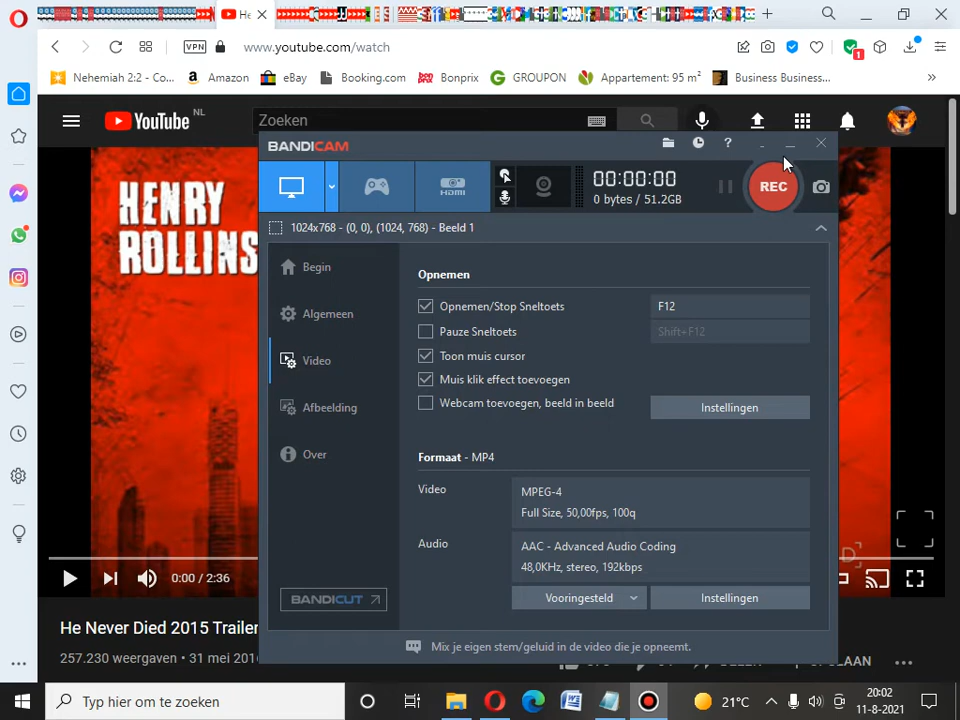 He
VPN
www.youtube.com/watch
1
Nehemiah 2:2 - Co...
Amazon
eBay
Booking.com
bon prix
Bonprix
GROUPON
Appartement: 95 m²
Business Business...
»
YouTube NL
Zoeken
HENRY
ROLLINS
BANDICAM
?
HDMI
00:00:00
0 bytes / 51.2GB
REC
1024x768 - (0, 0), (1024, 768) - Beeld 1
Begin
Algemeen
Video
Afbeelding
Over
BANDICUT
Opnemen
Opnemen/Stop Sneltoets
F12
Pauze Sneltoets
Shift+F12
Toon muis cursor
Muis klik effect toevoegen
Webcam toevoegen, beeld in beeld
Instellingen
Formaat - MP4
Video
MPEG-4
Full Size, 50,00fps, 100q
Audio
AAC - Advanced Audio Coding
48,0KHz, stereo, 192kbps
Vooringesteld
Instellingen
Mix je eigen stem/geluid in de video die je opneemt.
0:00 / 2:36
He Never Died 2015 Trailer
257.230 weergaven • 31 mei 201
Typ hier om te zoeken
21°C
20:02
11-8-2021